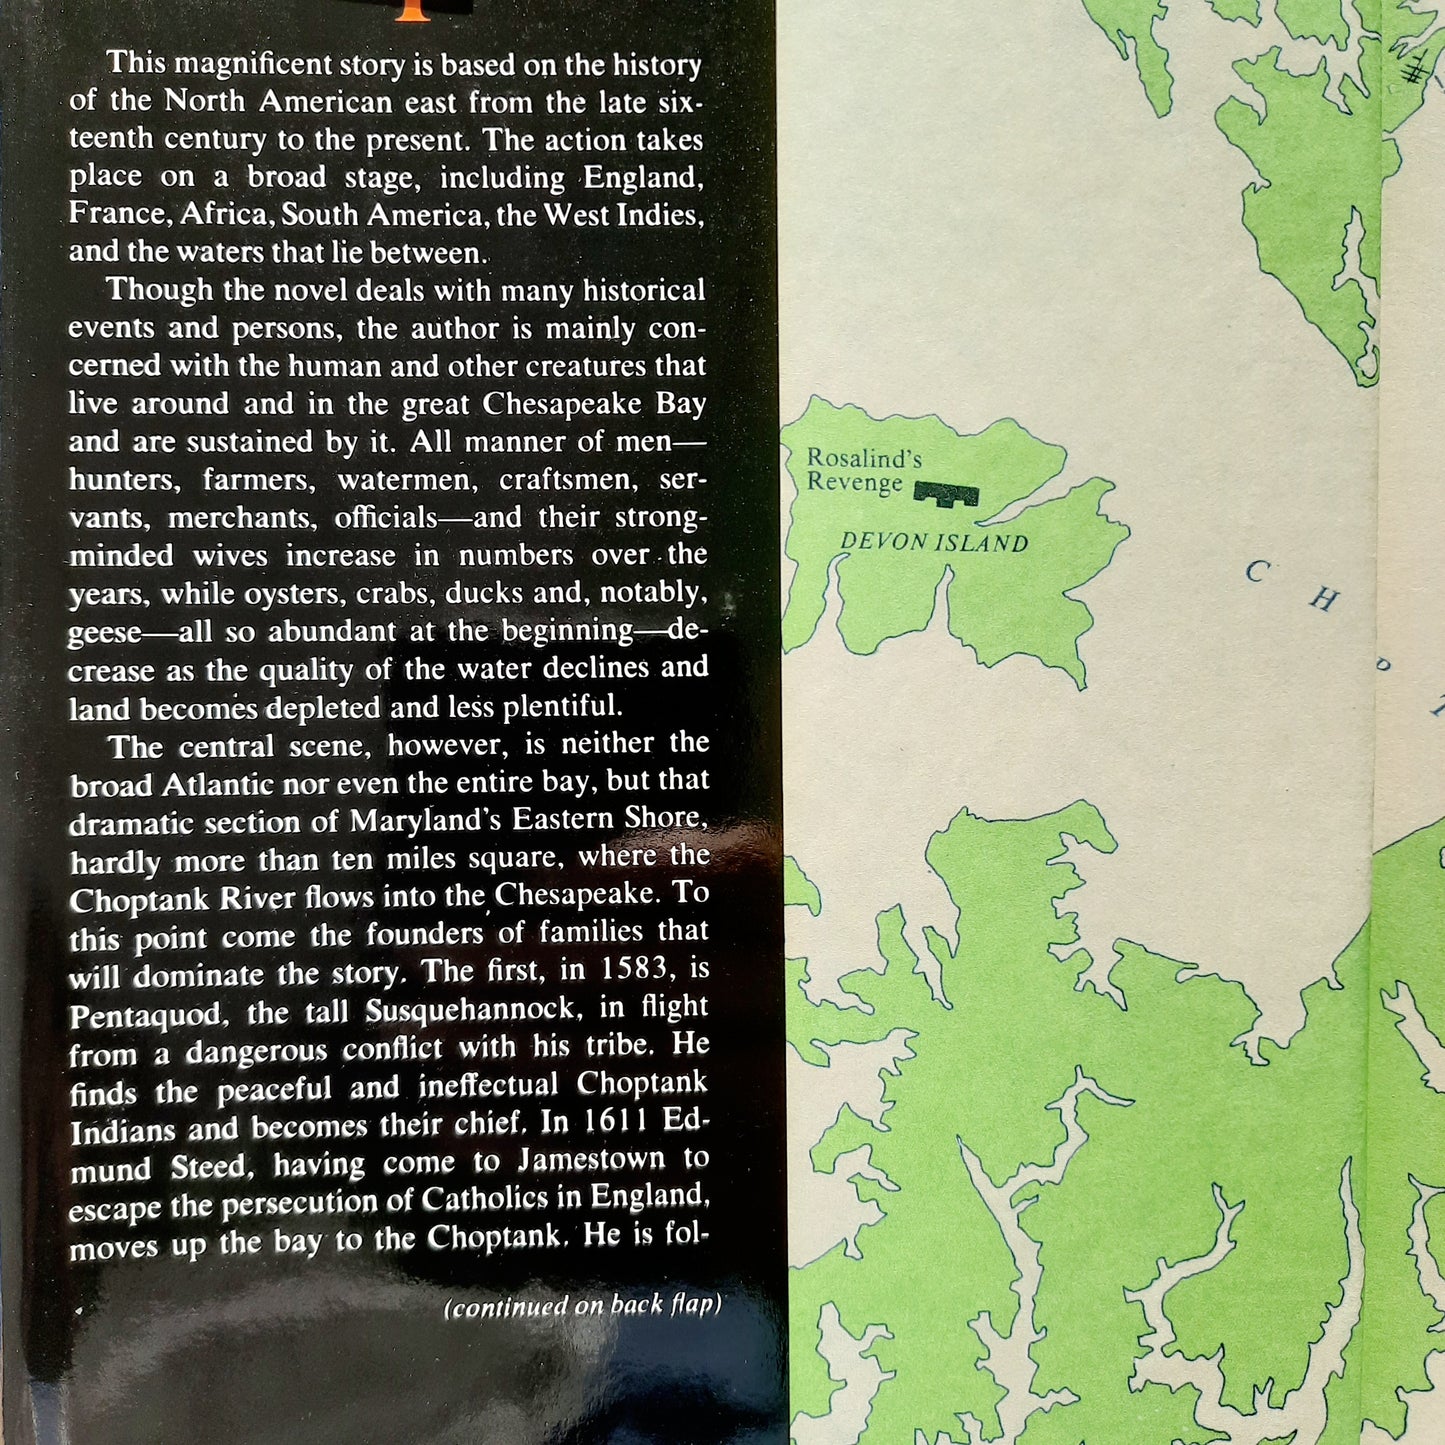 This magnificent story is based on the history
of the North American east from the late six-
teenth century to the present. The action takes
place on a broad stage, including England,
France, Africa, South America, the West Indies,
and the waters that lie between.
Though the novel deals with many historical
events and persons, the author is mainly con-
cerned with the human and other creatures that
live around and in the great Chesapeake Bay
and are sustained by it. All manner of men—
hunters, farmers, watermen, craftsmen, ser-
vants, merchants, officials—and their strong-
minded wives increase in numbers over the
years, while oysters, crabs, ducks and, notably,
geese—all so abundant at the beginning—de-
crease as the quality of the water declines and
land becomes depleted and less plentiful.
The central scene, however, is neither the
broad Atlantic nor even the entire bay, but that
dramatic section of Maryland's Eastern Shore,
hardly more than ten miles square, where the
Choptank River flows into the Chesapeake. To
this point come the founders of families that
will dominate the story. The first, in 1583, is
Pentaquod, the tall Susquehannock, in flight
from a dangerous conflict with his tribe. He
finds the peaceful and ineffectual Choptank
Indians and becomes their chief. In 1611 Ed-
mund Steed, having come to Jamestown to
escape the persecution of Catholics in England,
moves up the bay to the Choptank. He is fol-
(continued on back flap)
Rosalind's
Revenge
DEVON ISLAND
C H